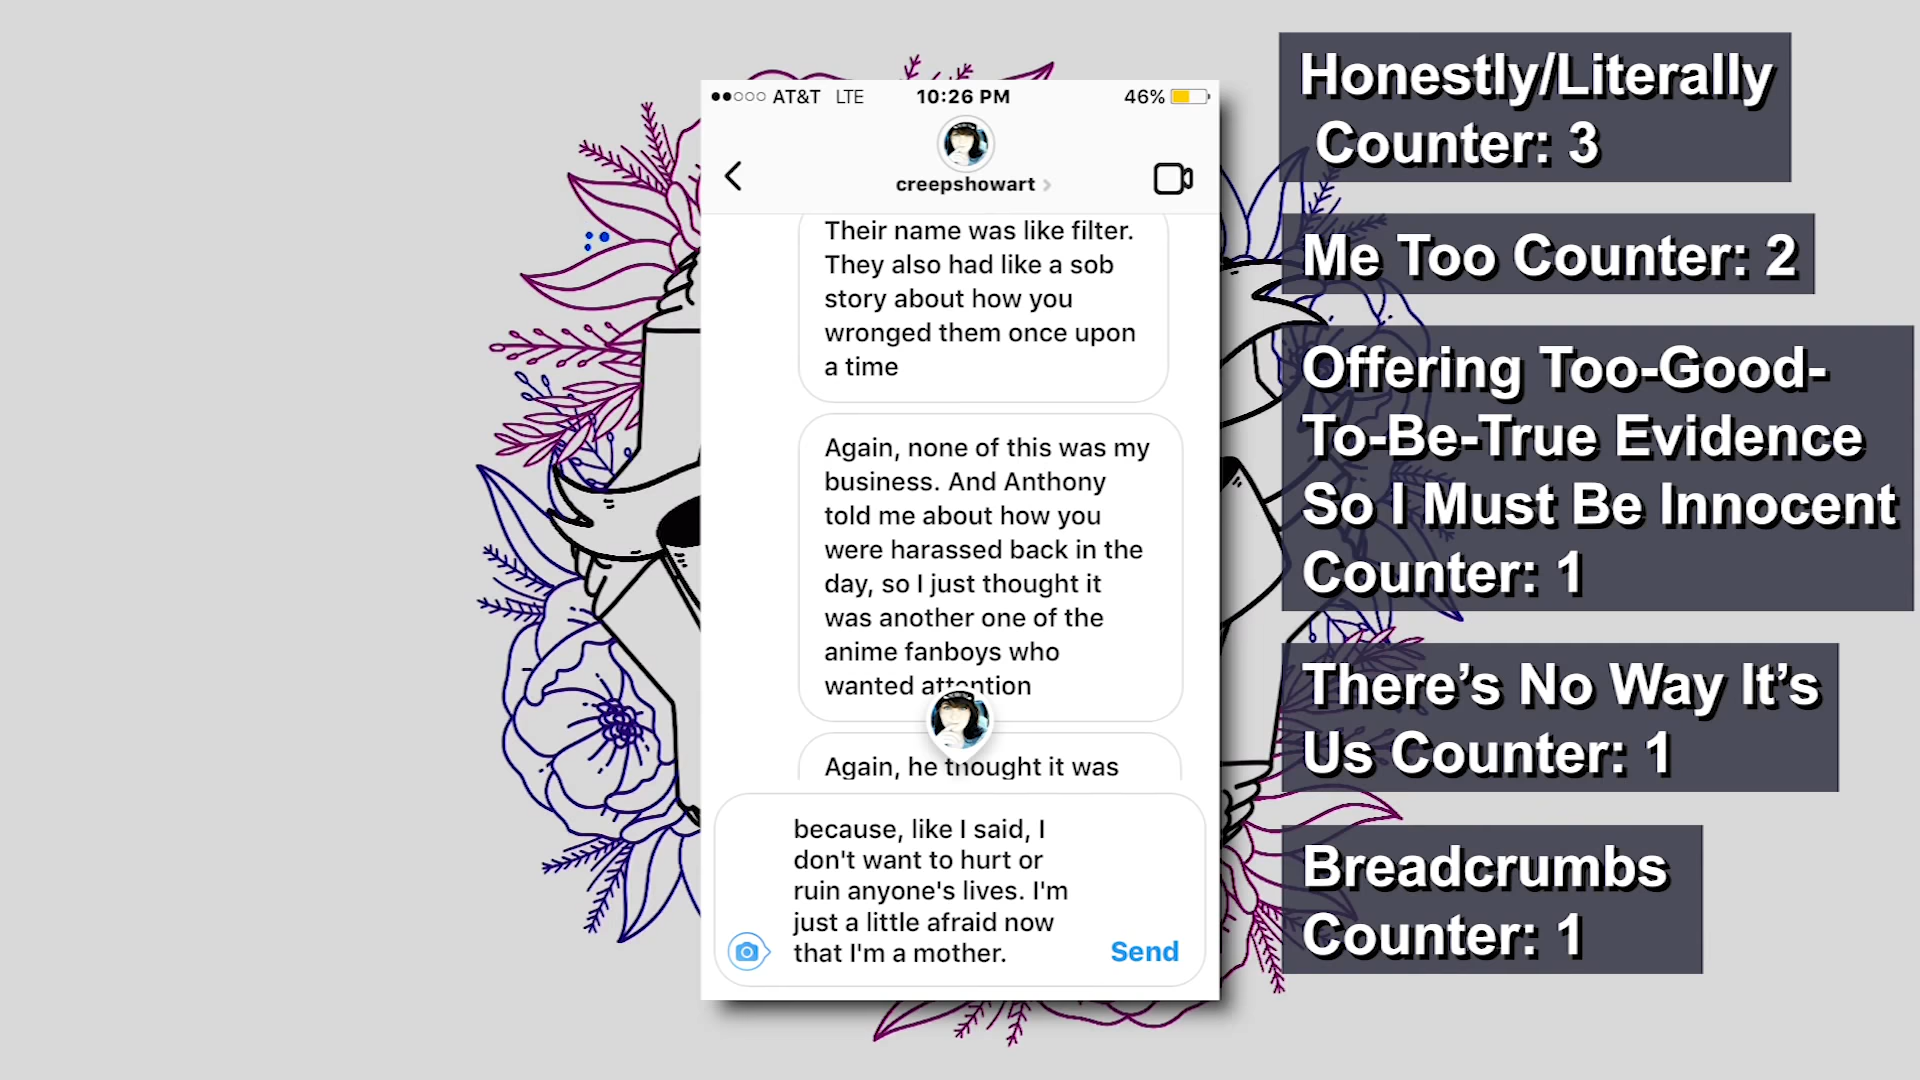 AT&T LTE 10:26 PM 46%
creepshowart
Their name was like filter.
They also had like a sob
story about how you
wronged them once upon
a time
Again, none of this was my
business. And Anthony
told me about how you
were harassed back in the
day, so I just thought it
was another one of the
anime fanboys who
wanted attention
Again, he thought it was
because, like I said, I
don't want to hurt or
ruin anyone's lives. I'm
just a little afraid now
that I'm a mother.
Send
Honestly/Literally
Counter: 3
Me Too Counter: 2
Offering Too-Good-
To-Be-True Evidence
So I Must Be Innocent
Counter: 1
There’s No Way It’s
Us Counter: 1
Breadcrumbs
Counter: 1